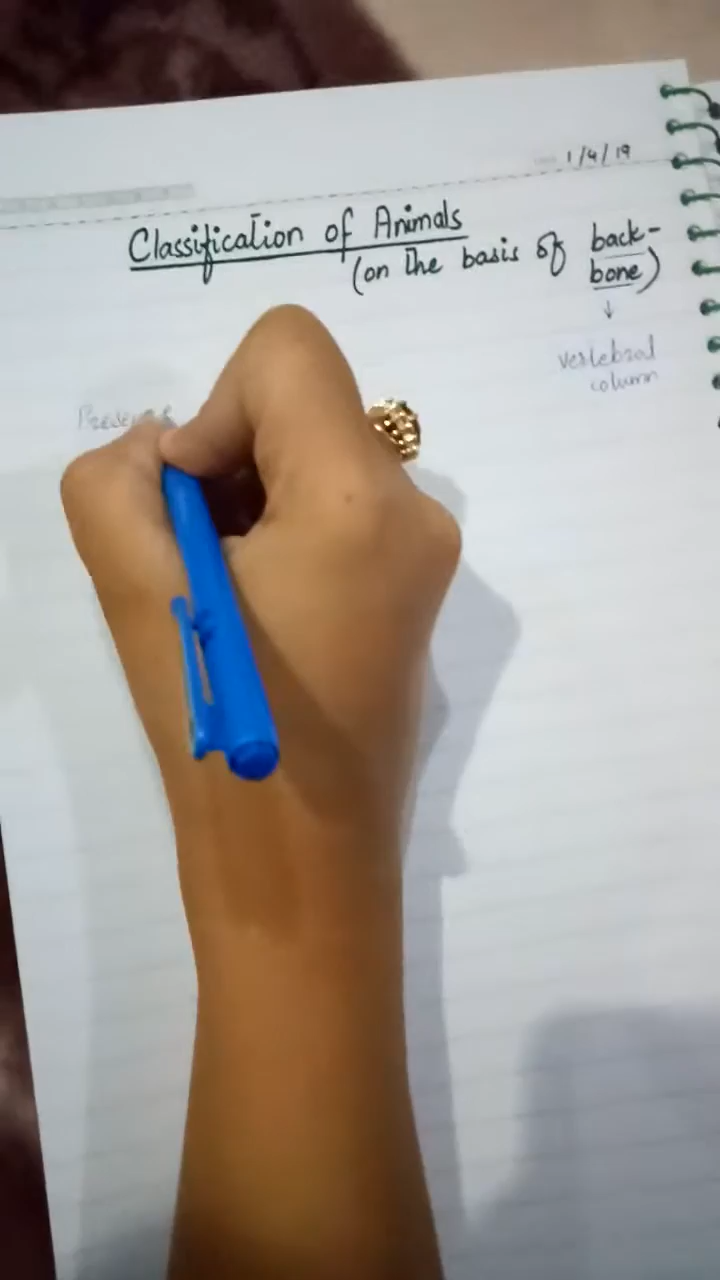 1/4/19
Classification of Animals
(on the basis of back-
bone)
↓
vertebral
column